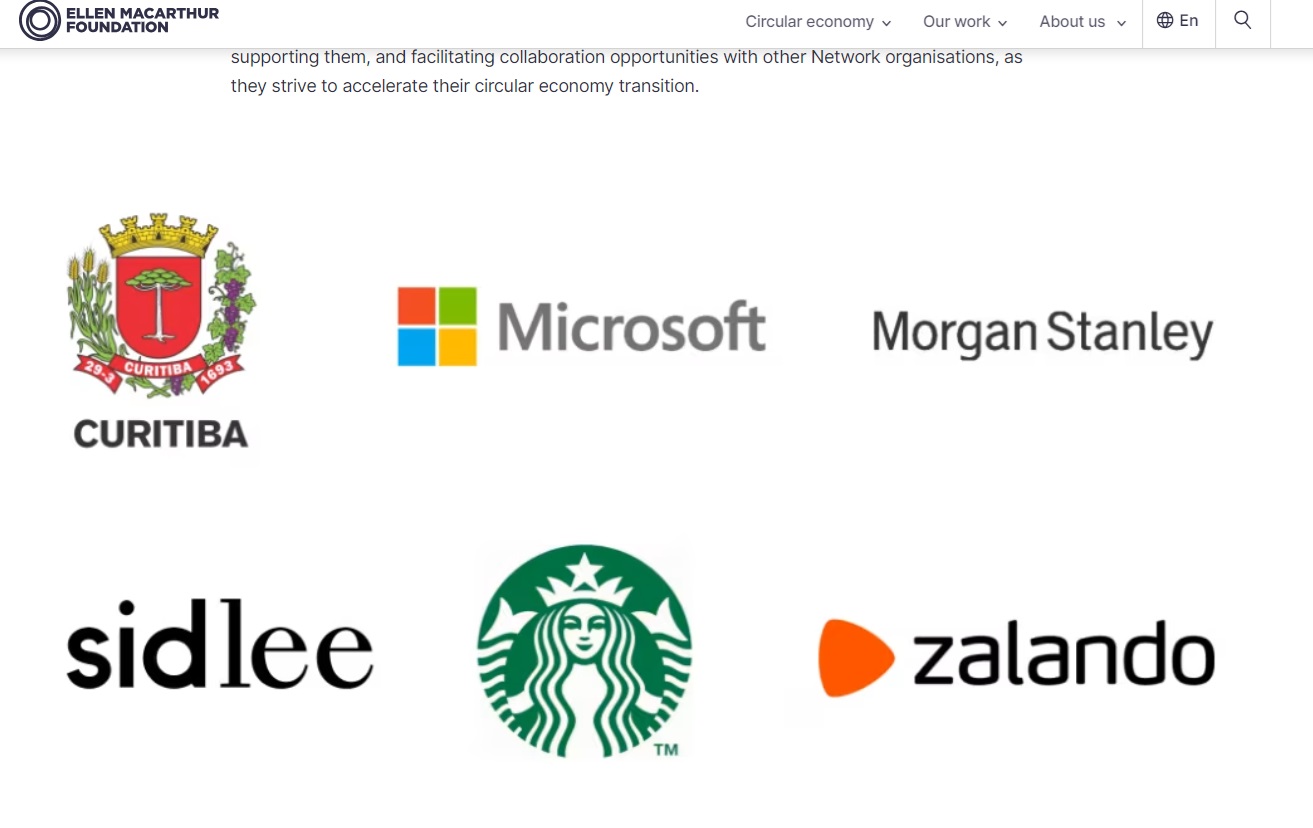 ELLEN MACARTHUR
FOUNDATION
Circular economy
Our work
About us
En
supporting them, and facilitating collaboration opportunities with other Network organisations, as
they strive to accelerate their circular economy transition.
29-3 CURITIBA 1693
CURITIBA
Microsoft
Morgan Stanley
sidlee
TM
zalando